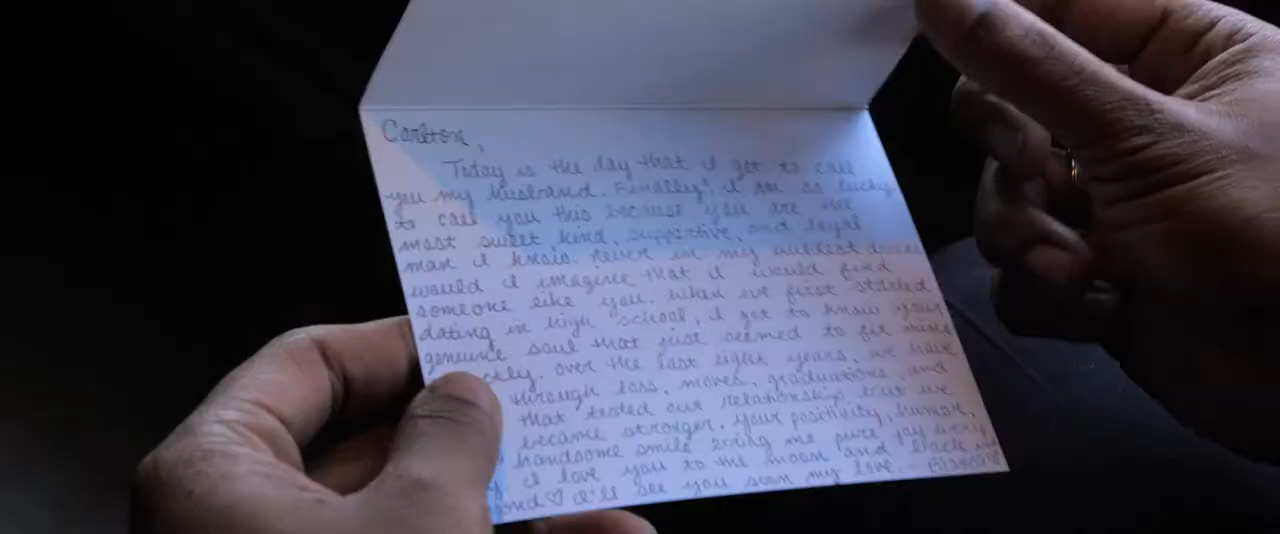 Carlton,
Today is the day that I get to call
you my husband. Finally! I am so lucky
to call you this because you are the
most sweet, kind, supportive, and loyal
man I know. Never in my wildest dreams
would I imagine that I would find
someone like you. When we first started
dating in high school, I got to know your
genuine soul that just seemed to fit mine
over the last eight years, we have
through loss, moves, graduations, and
that tested our relationship but we
became stronger. Your positivity, humor,
handsome smile bring me pure joy every
I love you to the moon and back
♡ I'll see you soon my love. -